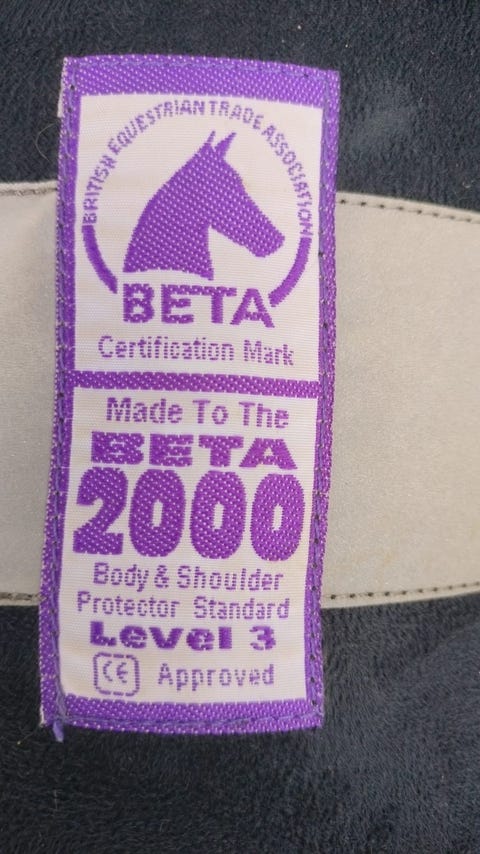 BRITISH EQUESTRIAN TRADE ASSOCIATION
BETA
Certification Mark
Made To The
BETA
2000
Body & Shoulder
Protector Standard
Level 3
CE Approved